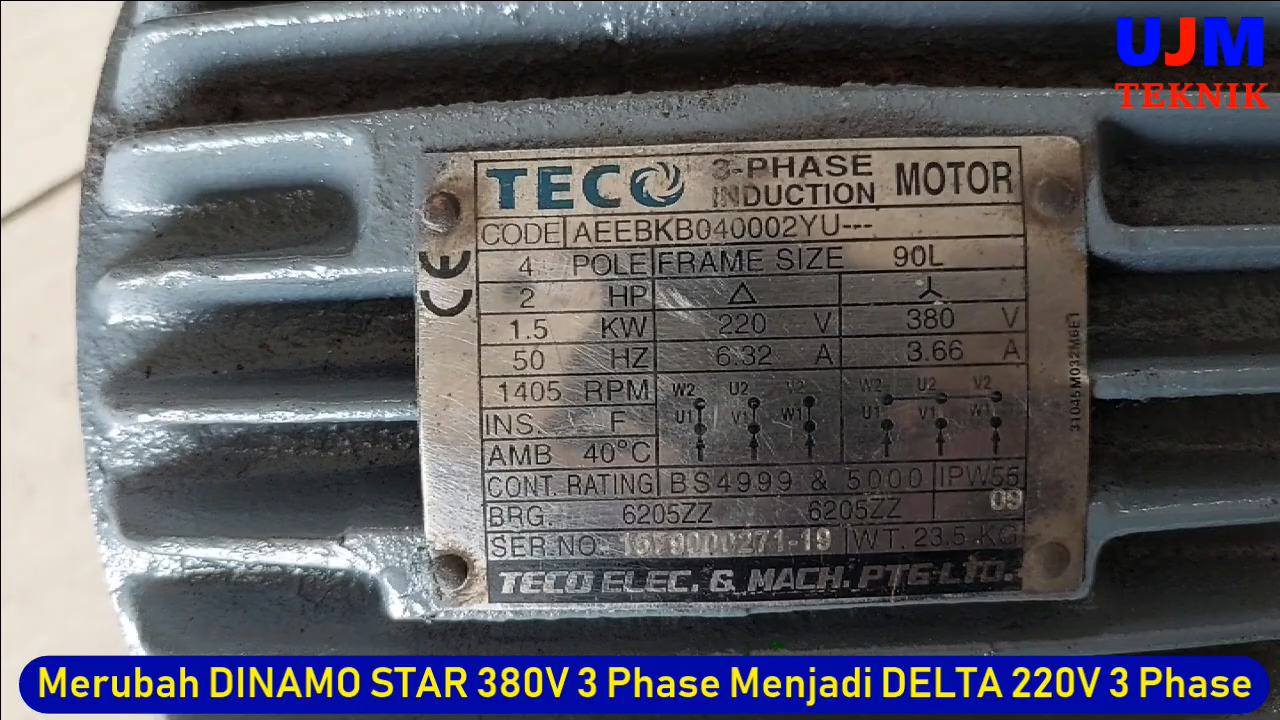 UJM
TEKNIK
TECO 3-PHASE INDUCTION MOTOR
CODE AEEBKB040002YU---
4 POLE FRAME SIZE 90L
2 HP △ 人
1.5 KW 220 V 380 V
50 HZ 6.32 A 3.66 A
1405 RPM W2 U2 V2 W2 U2 V2
U1 V1 W1 U1 V1 W1
INS. F
AMB 40°C
CONT. RATING BS4999 & 5000 IPW55
BRG. 6205ZZ 6205ZZ 09
SER.NO. WT. 23.5 KG
TECO ELEC. & MACH. PTE LTD.
CE
31045M032M6E1
Merubah DINAMO STAR 380V 3 Phase Menjadi DELTA 220V 3 Phase